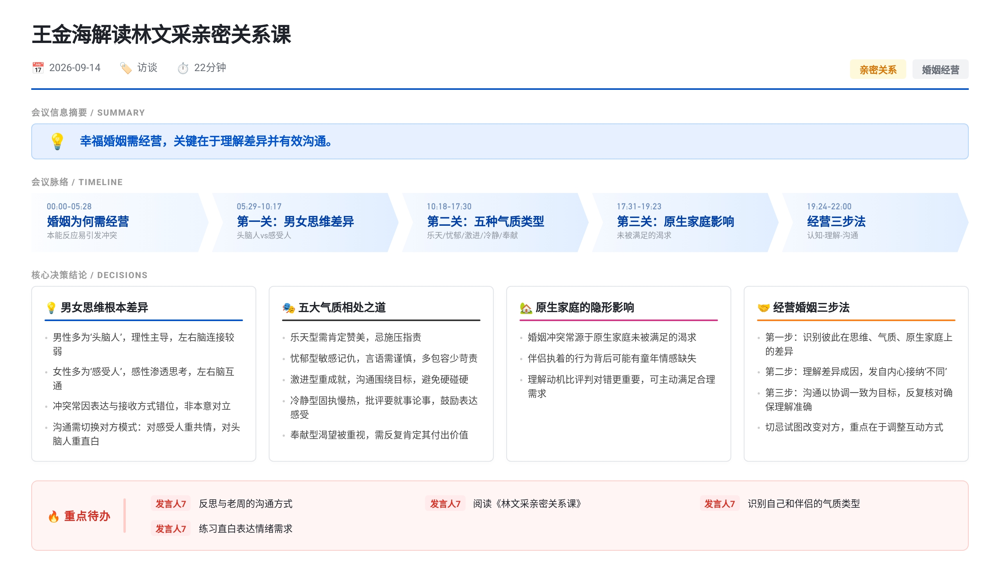 王金海解读林文采亲密关系课
2026-09-14 访谈 22分钟
亲密关系 婚姻经营
会议信息摘要 / SUMMARY
幸福婚姻需经营，关键在于理解差异并有效沟通。
会议脉络 / TIMELINE
00:00-05:28
婚姻为何需经营
本能反应易引发冲突
05:29-10:17
第一关：男女思维差异
头脑人vs感受人
10:18-17:30
第二关：五种气质类型
乐天/忧郁/激进/冷静/奉献
17:31-19:23
第三关：原生家庭影响
未被满足的渴求
19:24-22:00
经营三步法
认知-理解-沟通
核心决策结论 / DECISIONS
男女思维根本差异
男性多为‘头脑人’，理性主导，左右脑连接较
弱
女性多为‘感受人’，感性渗透思考，左右脑互
通
冲突常因表达与接收方式错位，非本意对立
沟通需切换对方模式：对感受人重共情，对头
脑人重直白
五大气质相处之道
乐天型需肯定赞美，忌施压指责
忧郁型敏感记仇，言语需谨慎，多包容少苛责
激进型重成就，沟通围绕目标，避免硬碰硬
冷静型固执慢热，批评要就事论事，鼓励表达
感受
奉献型渴望被重视，需反复肯定其付出价值
原生家庭的隐形影响
婚姻冲突常源于原生家庭未被满足的渴求
伴侣执着的行为背后可能有童年情感缺失
理解动机比评判对错更重要，可主动满足合理
需求
经营婚姻三步法
第一步：识别彼此在思维、气质、原生家庭上
的差异
第二步：理解差异成因，发自内心接纳‘不同’
第三步：沟通以协调一致为目标，反复核对确
保理解准确
切忌试图改变对方，重点在于调整互动方式
重点待办
发言人7 反思与老周的沟通方式
发言人7 阅读《林文采亲密关系课》
发言人7 识别自己和伴侣的气质类型
发言人7 练习直白表达情绪需求